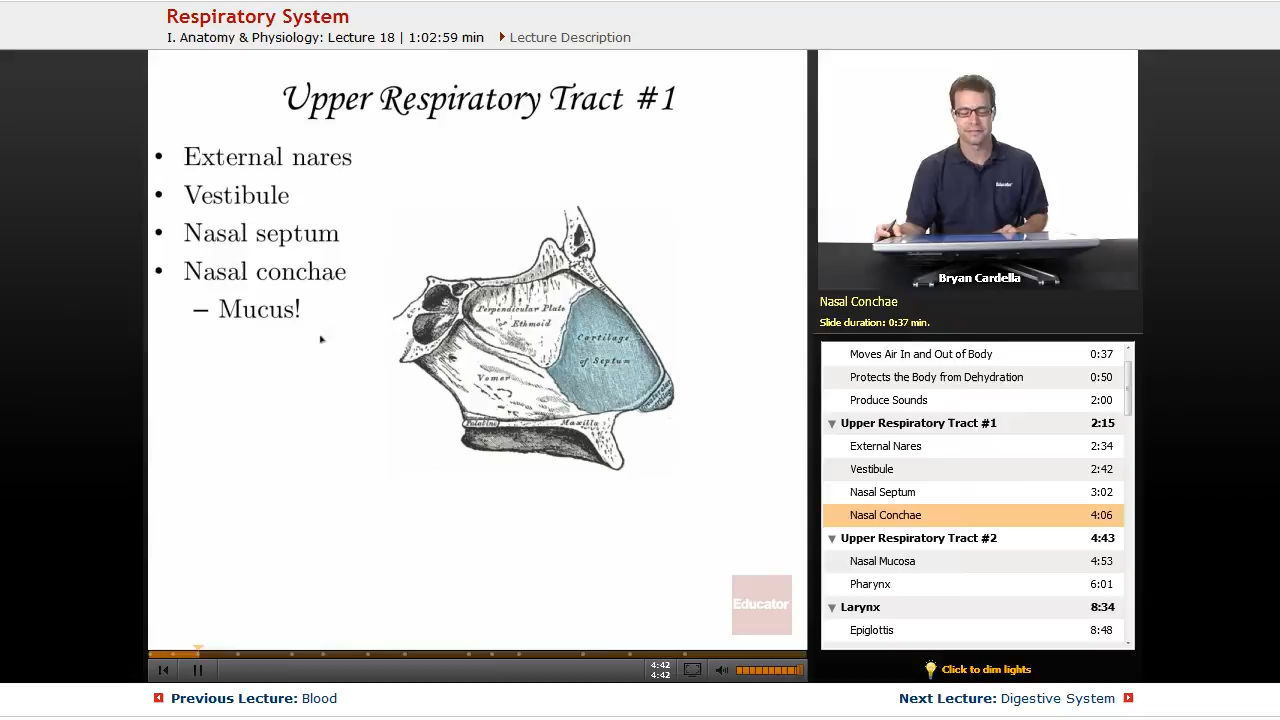 Respiratory System
I. Anatomy & Physiology: Lecture 18 | 1:02:59 min
Lecture Description
Upper Respiratory Tract #1
• External nares
• Vestibule
• Nasal septum
• Nasal conchae
– Mucus!
Perpendicular Plate
of Ethmoid
Cartilage
of Septum
Vomer
Maxilla
Educator
4:42
4:42
Educator
Bryan Cardella
Nasal Conchae
Slide duration: 0:37 min.
Moves Air In and Out of Body 0:37
Protects the Body from Dehydration 0:50
Produce Sounds 2:00
Upper Respiratory Tract #1 2:15
External Nares 2:34
Vestibule 2:42
Nasal Septum 3:02
Nasal Conchae 4:06
Upper Respiratory Tract #2 4:43
Nasal Mucosa 4:53
Pharynx 6:01
Larynx 8:34
Epiglottis 8:48
Click to dim lights
Previous Lecture: Blood
Next Lecture: Digestive System